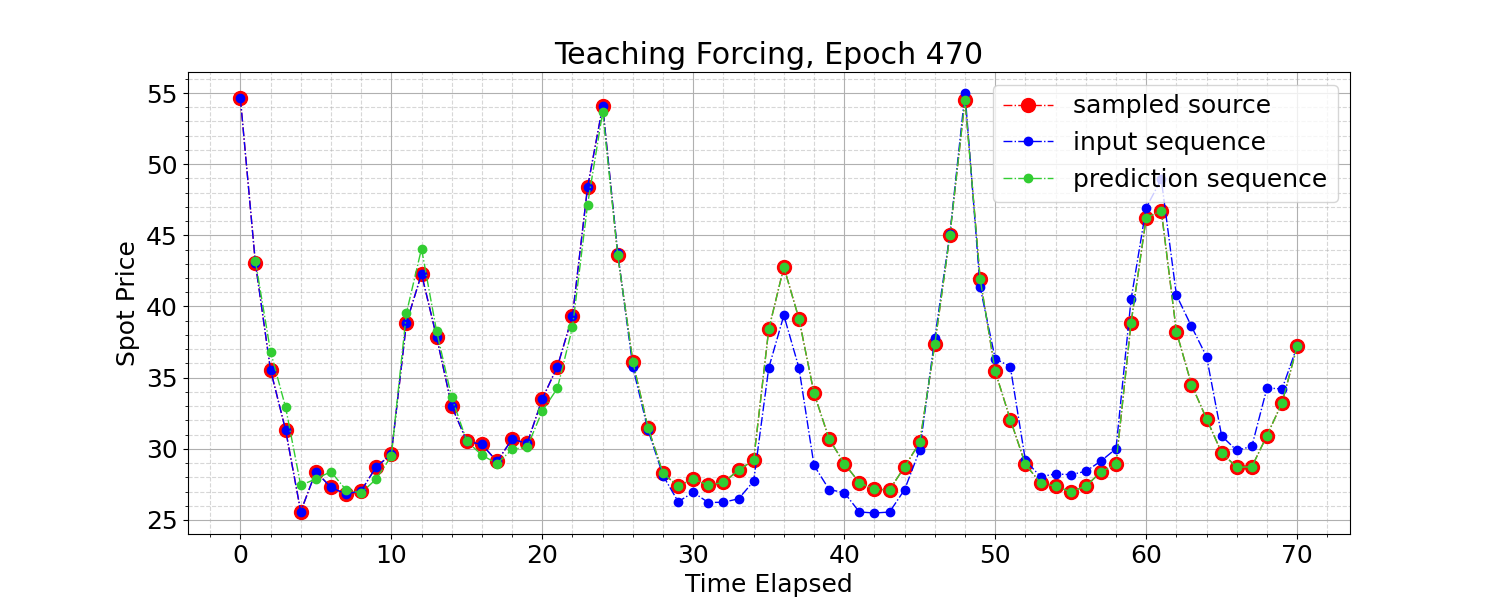 Teaching Forcing, Epoch 470
Spot Price
55
50
45
40
35
30
25
sampled source
input sequence
prediction sequence
0 10 20 30 40 50 60 70
Time Elapsed